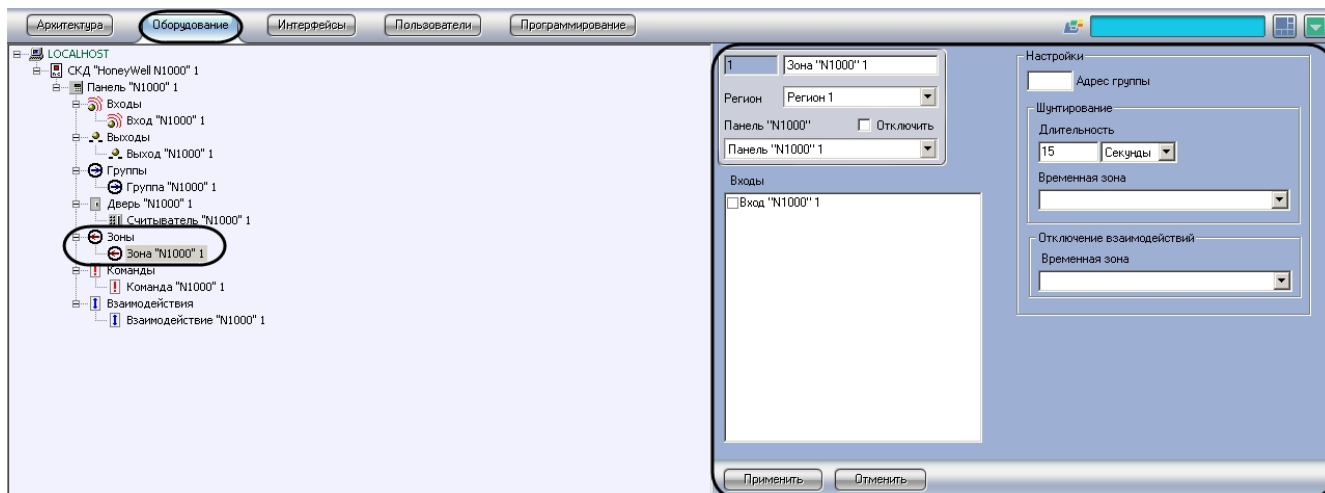 Архитектура Оборудование Интерфейсы Пользователи Программирование
LOCALHOST
СКД "HoneyWell N1000" 1
Панель "N1000" 1
Входы
Вход "N1000" 1
Выходы
Выход "N1000" 1
Группы
Группа "N1000" 1
Дверь "N1000" 1
Считыватель "N1000" 1
Зоны
Зона "N1000" 1
Команды
Команда "N1000" 1
Взаимодействия
Взаимодействие "N1000" 1
1 Зона "N1000" 1
Регион Регион 1
Панель "N1000" Отключить
Панель "N1000" 1
Входы
Вход "N1000" 1
Настройки
Адрес группы
Шунтирование
Длительность
15 Секунды
Временная зона
Отключение взаимодействий
Временная зона
Применить Отменить